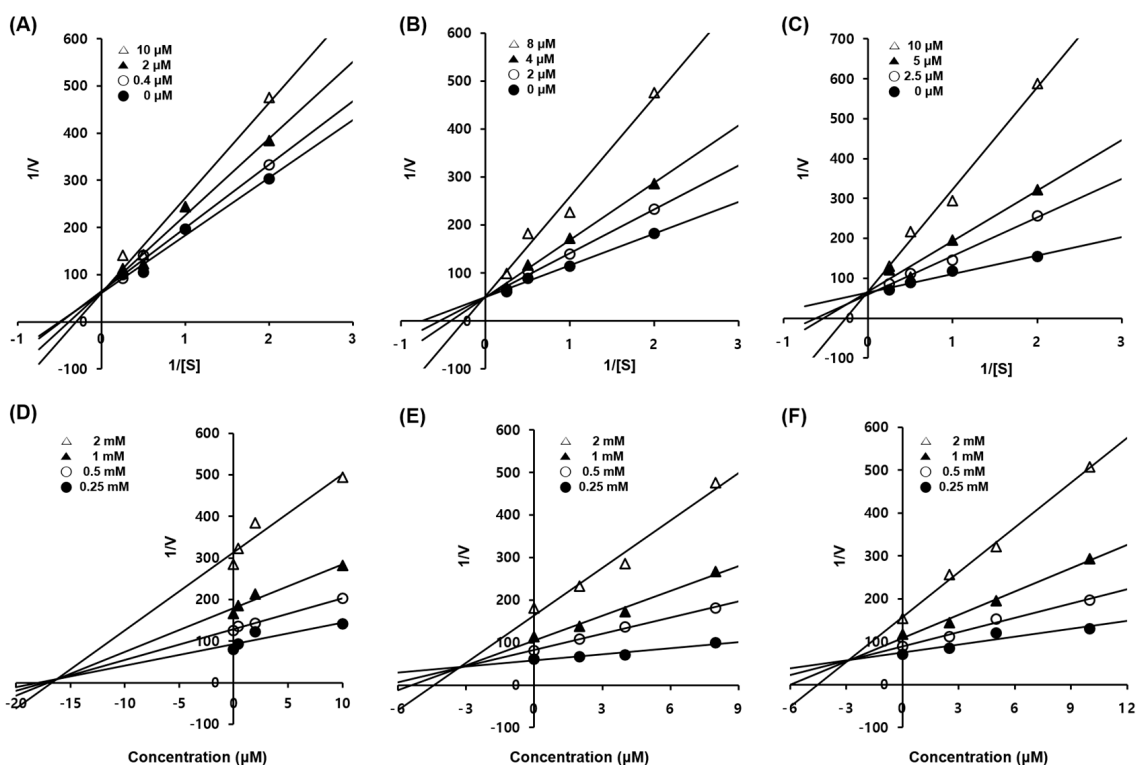 (A)
600
500
400
300
200
100
0
-100
-1
0
1
2
3
1/V
1/[S]
△ 10 µM
▲ 2 µM
○ 0.4 µM
● 0 µM
(B)
600
500
400
300
200
100
0
-100
-1
0
1
2
3
1/V
1/[S]
△ 8 µM
▲ 4 µM
○ 2 µM
● 0 µM
(C)
700
600
500
400
300
200
100
0
-100
-1
0
1
2
3
1/V
1/[S]
△ 10 µM
▲ 5 µM
○ 2.5 µM
● 0 µM
(D)
△ 2 mM
▲ 1 mM
○ 0.5 mM
● 0.25 mM
600
500
400
300
200
100
0
-100
-20
-15
-10
-5
0
5
10
1/V
Concentration (µM)
(E)
△ 2 mM
▲ 1 mM
○ 0.5 mM
● 0.25 mM
600
500
400
300
200
100
0
-100
-6
-3
0
3
6
9
1/V
Concentration (µM)
(F)
△ 2 mM
▲ 1 mM
○ 0.5 mM
● 0.25 mM
600
500
400
300
200
100
0
-100
-6
-3
0
3
6
9
12
1/V
Concentration (µM)